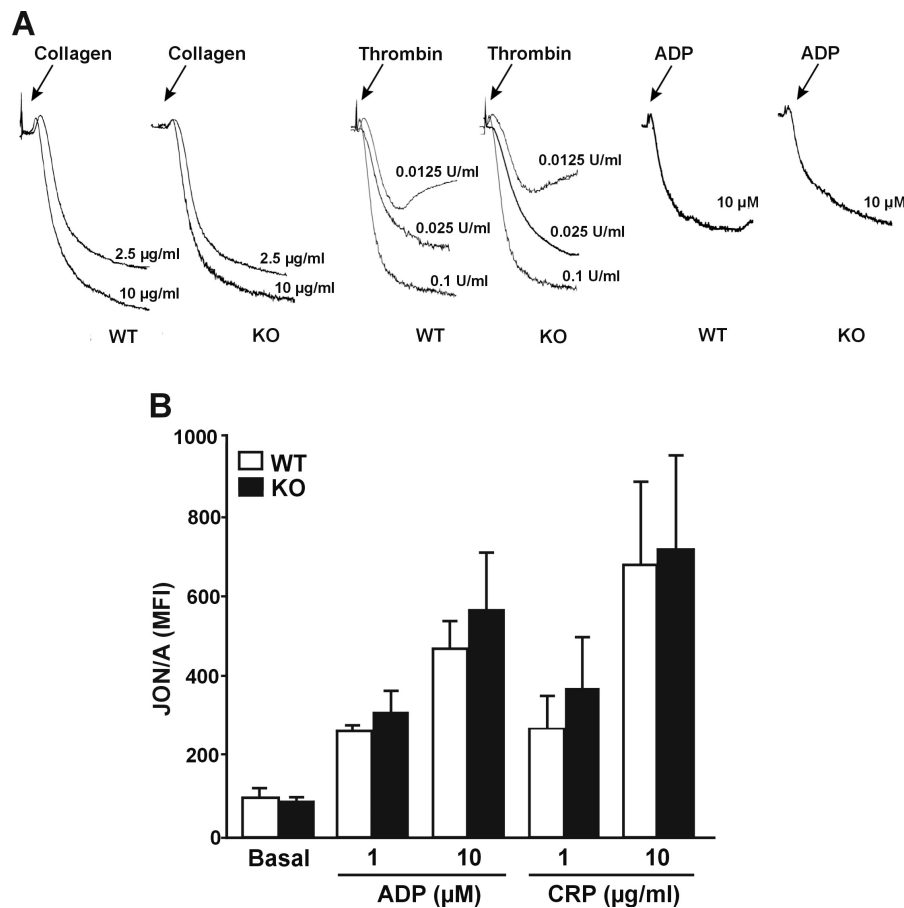 A
Collagen Collagen Thrombin Thrombin ADP ADP
0.0125 U/ml 0.0125 U/ml
10 µM 10 µM
0.025 U/ml 0.025 U/ml
2.5 µg/ml 2.5 µg/ml
10 µg/ml 10 µg/ml 0.1 U/ml 0.1 U/ml
WT KO WT KO WT KO
B
1000
WT
KO
800
600
400
200
0
JON/A (MFI)
Basal 1 10 1 10
ADP (µM) CRP (µg/ml)